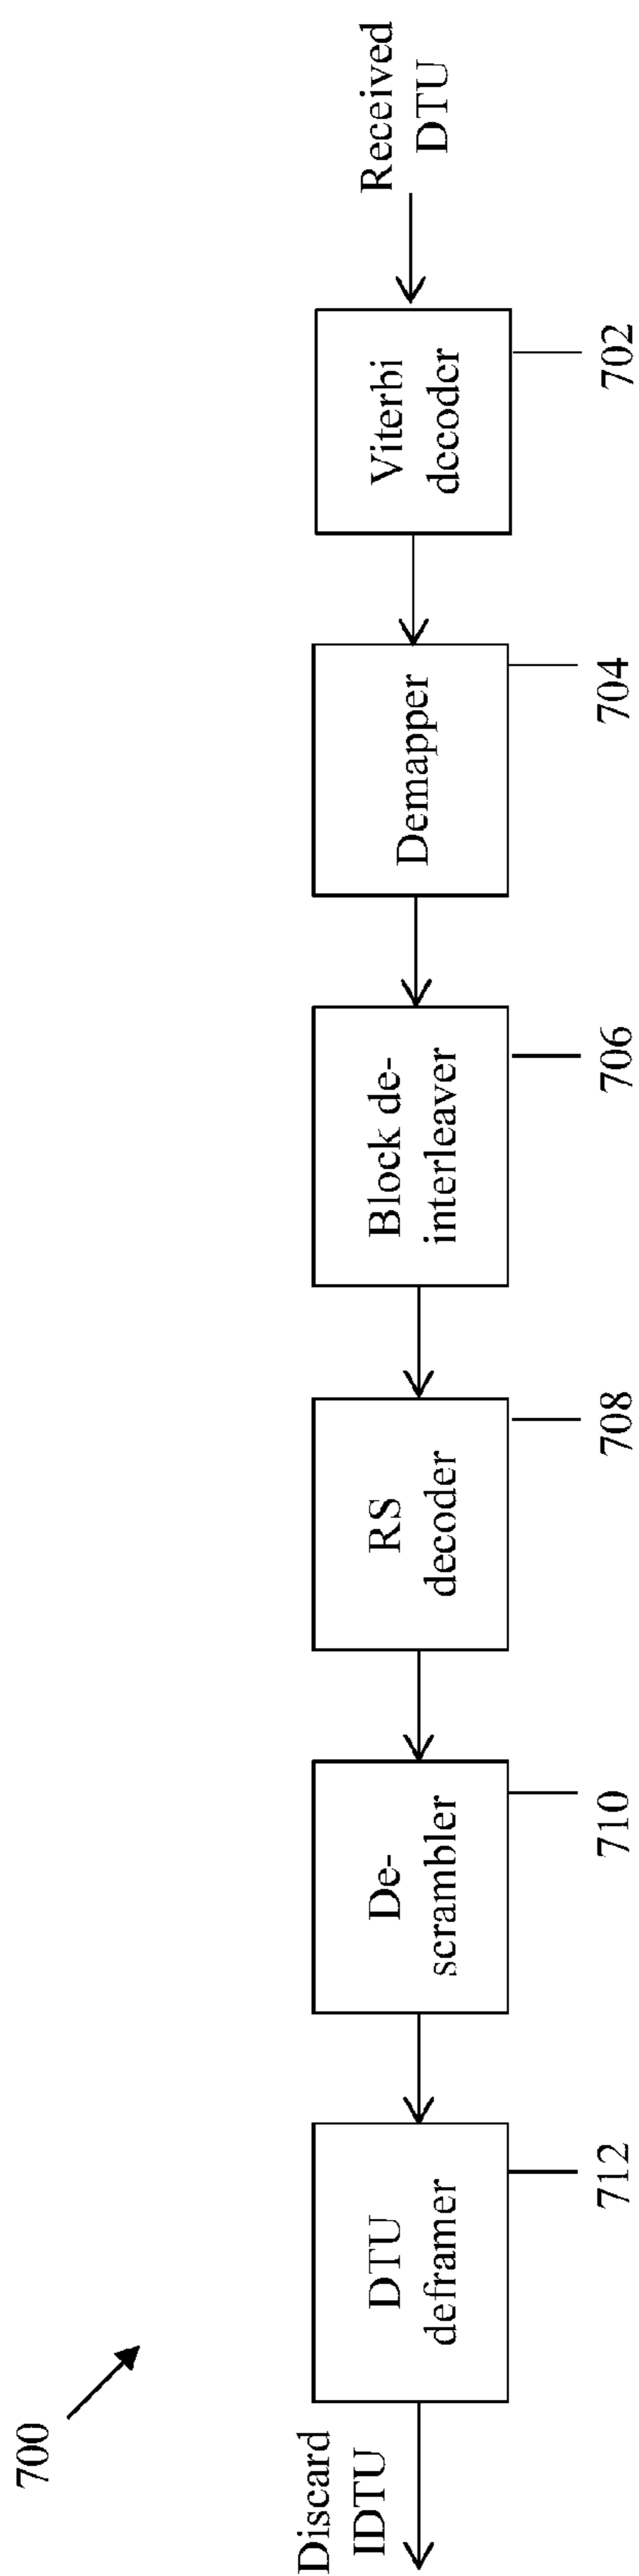 700
Discard
IDTU
DTU
deframer
712
De-
scrambler
710
RS
decoder
708
Block de-
interleaver
706
Demapper
704
Viterbi
decoder
702
Received
DTU